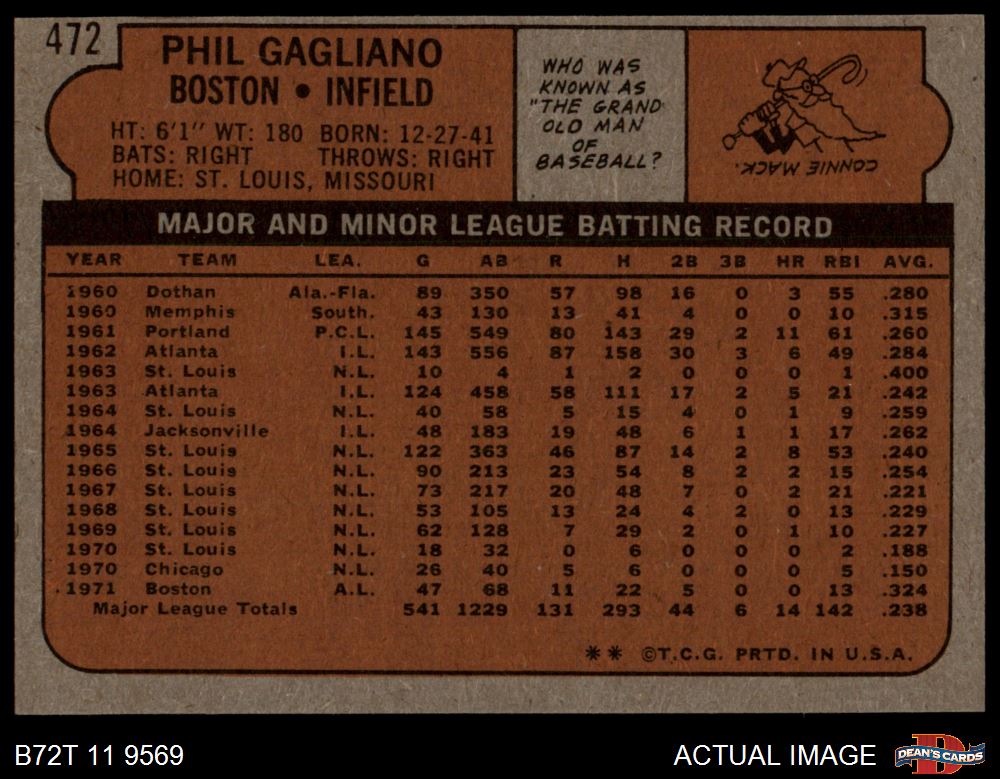 472
PHIL GAGLIANO
BOSTON • INFIELD
HT: 6'1" WT: 180 BORN: 12-27-41
BATS: RIGHT THROWS: RIGHT
HOME: ST. LOUIS, MISSOURI
WHO WAS
KNOWN AS
"THE GRAND
OLD MAN
OF
BASEBALL?
CONNIE MACK.
MAJOR AND MINOR LEAGUE BATTING RECORD
YEAR TEAM LEA. G AB R H 2B 3B HR RBI AVG.
1960 Dothan Ala.-Fla. 89 350 57 98 16 0 3 55 .280
1960 Memphis South. 43 130 13 41 4 0 0 10 .315
1961 Portland P.C.L. 145 549 80 143 29 2 11 61 .260
1962 Atlanta I.L. 143 556 87 158 30 3 6 49 .284
1963 St. Louis N.L. 10 4 1 2 0 0 0 1 .400
1963 Atlanta I.L. 124 458 58 111 17 2 5 21 .242
1964 St. Louis N.L. 40 58 5 15 4 0 1 9 .259
1964 Jacksonville I.L. 48 183 19 48 6 1 1 17 .262
1965 St. Louis N.L. 122 363 46 87 14 2 8 53 .240
1966 St. Louis N.L. 90 213 23 54 8 2 2 15 .254
1967 St. Louis N.L. 73 217 20 48 7 0 2 21 .221
1968 St. Louis N.L. 53 105 13 24 4 2 0 13 .229
1969 St. Louis N.L. 62 128 7 29 2 0 1 10 .227
1970 St. Louis N.L. 18 32 0 6 0 0 0 2 .188
1970 Chicago N.L. 26 40 5 6 0 0 0 5 .150
1971 Boston A.L. 47 68 11 22 5 0 0 13 .324
Major League Totals 541 1229 131 293 44 6 14 142 .238
** ©T.C.G. PRTD. IN U.S.A.
B72T 11 9569
ACTUAL IMAGE
DEAN'S CARDS